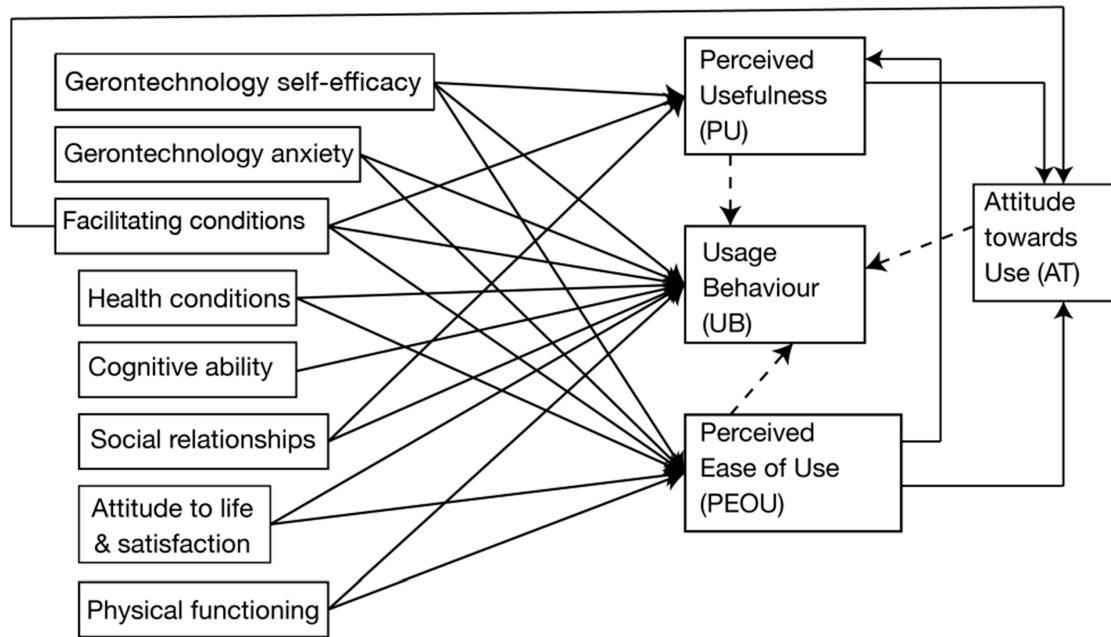 Gerontechnology self-efficacy
Gerontechnology anxiety
Facilitating conditions
Health conditions
Cognitive ability
Social relationships
Attitude to life
& satisfaction
Physical functioning
Perceived
Usefulness
(PU)
Usage
Behaviour
(UB)
Perceived
Ease of Use
(PEOU)
Attitude
towards
Use (AT)